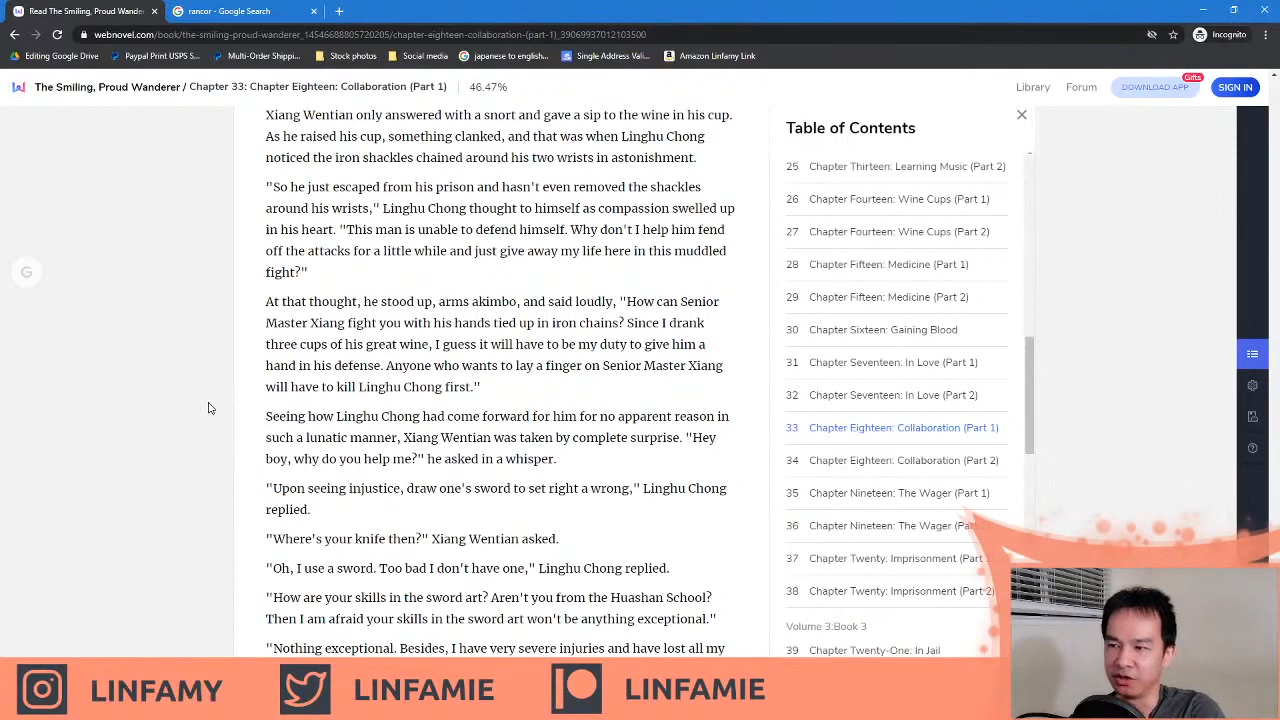 Read The Smiling, Proud Wande
rancor - Google Search
webnovel.com/book/the-smiling-proud-wanderer_14546688805720205/chapter-eighteen-collaboration-(part-1)_39069937012103500
Incognito
Editing Google Drive
Paypal Print USPS S...
Multi-Order Shippi...
Stock photos
Social media
japanese to english...
Single Address Vali...
Amazon Linfamy Link
The Smiling, Proud Wanderer / Chapter 33: Chapter Eighteen: Collaboration (Part 1)
46.47%
Library
Forum
DOWNLOAD APP
Gifts
SIGN IN
Xiang Wentian only answered with a snort and gave a sip to the wine in his cup.
As he raised his cup, something clanked, and that was when Linghu Chong
noticed the iron shackles chained around his two wrists in astonishment.
"So he just escaped from his prison and hasn't even removed the shackles
around his wrists," Linghu Chong thought to himself as compassion swelled up
in his heart. "This man is unable to defend himself. Why don't I help him fend
off the attacks for a little while and just give away my life here in this muddled
fight?"
At that thought, he stood up, arms akimbo, and said loudly, "How can Senior
Master Xiang fight you with his hands tied up in iron chains? Since I drank
three cups of his great wine, I guess it will have to be my duty to give him a
hand in his defense. Anyone who wants to lay a finger on Senior Master Xiang
will have to kill Linghu Chong first."
Seeing how Linghu Chong had come forward for him for no apparent reason in
such a lunatic manner, Xiang Wentian was taken by complete surprise. "Hey
boy, why do you help me?" he asked in a whisper.
"Upon seeing injustice, draw one's sword to set right a wrong," Linghu Chong
replied.
"Where's your knife then?" Xiang Wentian asked.
"Oh, I use a sword. Too bad I don't have one," Linghu Chong replied.
"How are your skills in the sword art? Aren't you from the Huashan School?
Then I am afraid your skills in the sword art won't be anything exceptional."
"Nothing exceptional. Besides, I have very severe injuries and have lost all my
Table of Contents
25 Chapter Thirteen: Learning Music (Part 2)
26 Chapter Fourteen: Wine Cups (Part 1)
27 Chapter Fourteen: Wine Cups (Part 2)
28 Chapter Fifteen: Medicine (Part 1)
29 Chapter Fifteen: Medicine (Part 2)
30 Chapter Sixteen: Gaining Blood
31 Chapter Seventeen: In Love (Part 1)
32 Chapter Seventeen: In Love (Part 2)
33 Chapter Eighteen: Collaboration (Part 1)
34 Chapter Eighteen: Collaboration (Part 2)
35 Chapter Nineteen: The Wager (Part 1)
36 Chapter Nineteen: The Wager (Par
37 Chapter Twenty: Imprisonment (Part
38 Chapter Twenty: Imprisonment (Part 2)
Volume 3:Book 3
39 Chapter Twenty-One: In Jail
LINFAMY
LINFAMIE
LINFAMIE